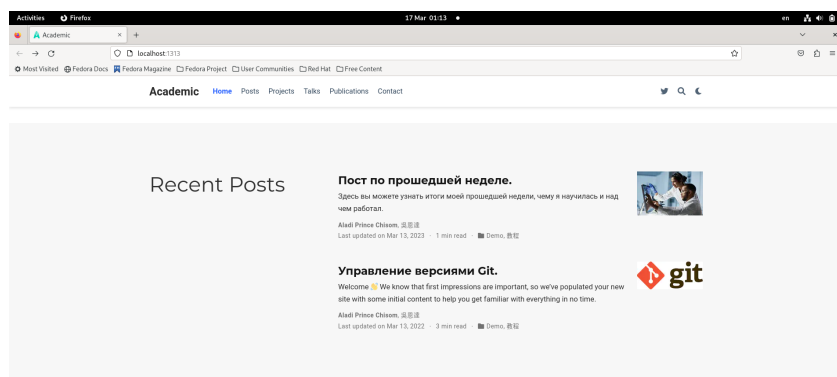 Activities Firefox 17 Mar 01:13 en
Academic
localhost:1313
Most Visited Fedora Docs Fedora Magazine Fedora Project User Communities Red Hat Free Content
Academic Home Posts Projects Talks Publications Contact
Recent Posts
Пост по прошедшей неделе.
Здесь вы можете узнать итоги моей прошедшей недели, чему я научилась и над
чем работал.
Aladi Prince Chisom, 吳恩達
Last updated on Mar 13, 2023 · 1 min read · Demo, 教程
Управление версиями Git.
git
Welcome 👋 We know that first impressions are important, so we've populated your new
site with some initial content to help you get familiar with everything in no time.
Aladi Prince Chisom, 吳恩達
Last updated on Mar 13, 2022 · 3 min read · Demo, 教程